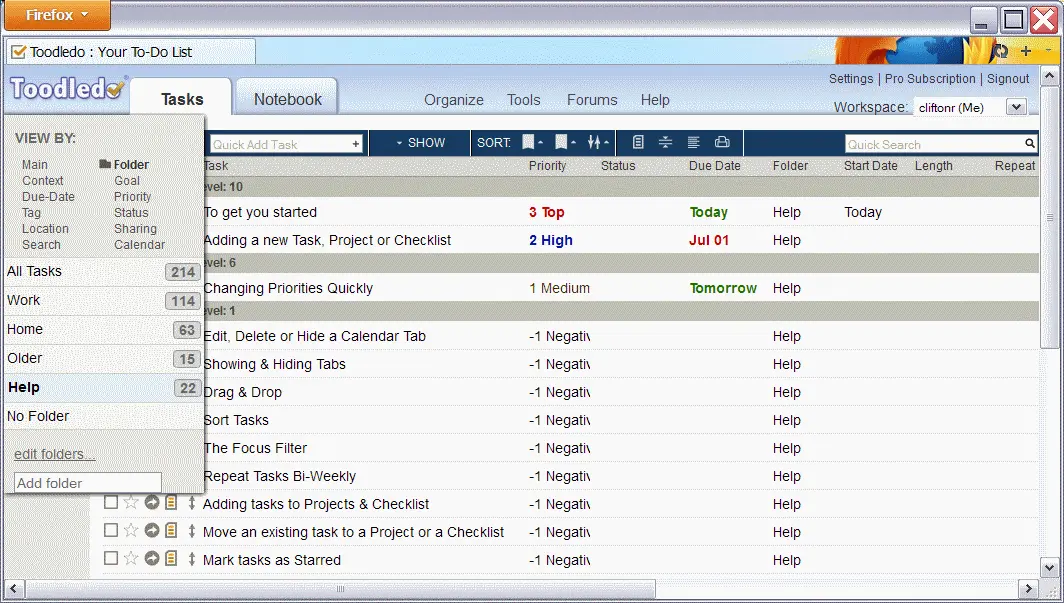 Firefox
Toodledo : Your To-Do List
Settings | Pro Subscription | Signout
Toodledo
Tasks
Notebook
Organize Tools Forums Help
Workspace: cliftonr (Me)
VIEW BY:
Main Folder
Context Goal
Due-Date Priority
Tag Status
Location Sharing
Search Calendar
All Tasks 214
Work 114
Home 63
Older 15
Help 22
No Folder
edit folders...
Add folder
Quick Add Task + SHOW SORT: Quick Search
Task Priority Status Due Date Folder Start Date Length Repeat
evel: 10
To get you started 3 Top Today Help Today
Adding a new Task, Project or Checklist 2 High Jul 01 Help
evel: 6
Changing Priorities Quickly 1 Medium Tomorrow Help
evel: 1
Edit, Delete or Hide a Calendar Tab -1 Negativ Help
Showing & Hiding Tabs -1 Negativ Help
Drag & Drop -1 Negativ Help
Sort Tasks -1 Negativ Help
The Focus Filter -1 Negativ Help
Repeat Tasks Bi-Weekly -1 Negativ Help
Adding tasks to Projects & Checklist -1 Negativ Help
Move an existing task to a Project or a Checklist -1 Negativ Help
Mark tasks as Starred -1 Negativ Help